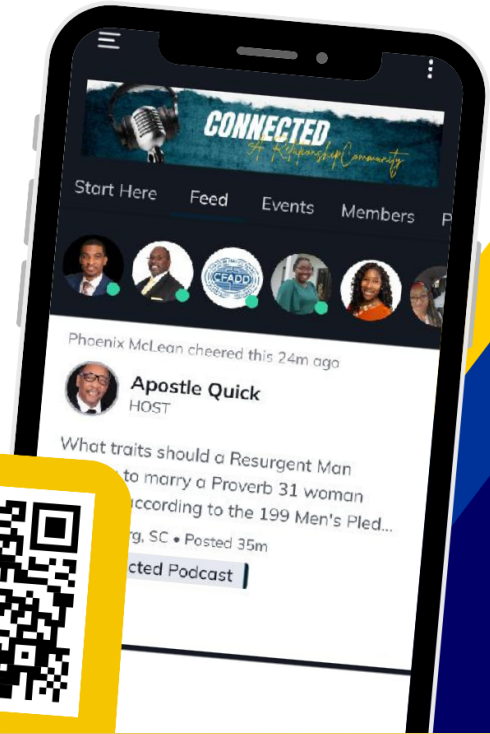 CONNECTED
A Relationship Community
Start Here Feed Events Members P
CFADD
Phoenix McLean cheered this 24m ago
Apostle Quick
HOST
What traits should a Resurgent Man
to marry a Proverb 31 woman
according to the 199 Men's Pled...
rg, SC • Posted 35m
cted Podcast